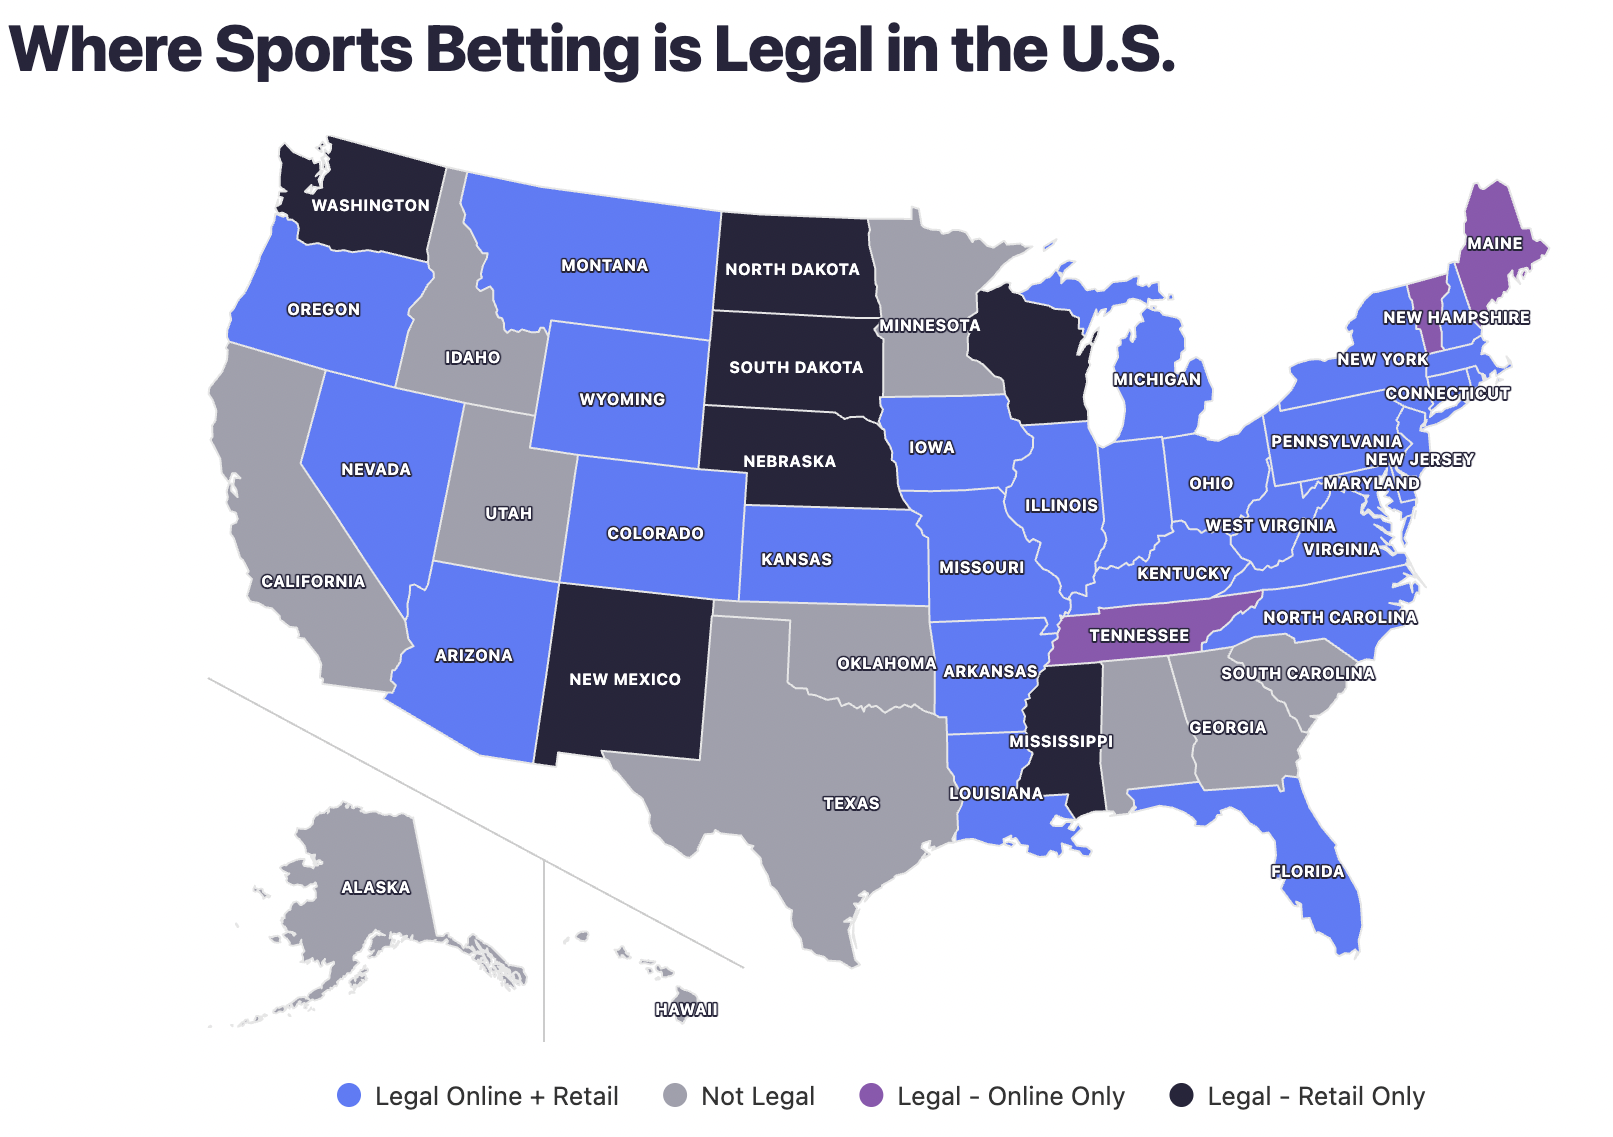 Where Sports Betting is Legal in the U.S.
WASHINGTON
MAINE
MONTANA
NORTH DAKOTA
OREGON
NEW HAMPSHIRE
MINNESOTA
IDAHO
NEW YORK
SOUTH DAKOTA
MICHIGAN
WYOMING
CONNECTICUT
PENNSYLVANIA
IOWA
NEW JERSEY
NEBRASKA
NEVADA
OHIO
MARYLAND
ILLINOIS
UTAH
WEST VIRGINIA
COLORADO
VIRGINIA
KANSAS
MISSOURI
KENTUCKY
CALIFORNIA
NORTH CAROLINA
TENNESSEE
ARIZONA
OKLAHOMA
ARKANSAS
SOUTH CAROLINA
NEW MEXICO
GEORGIA
MISSISSIPPI
LOUISIANA
TEXAS
FLORIDA
ALASKA
HAWAII
Legal Online + Retail
Not Legal
Legal - Online Only
Legal - Retail Only